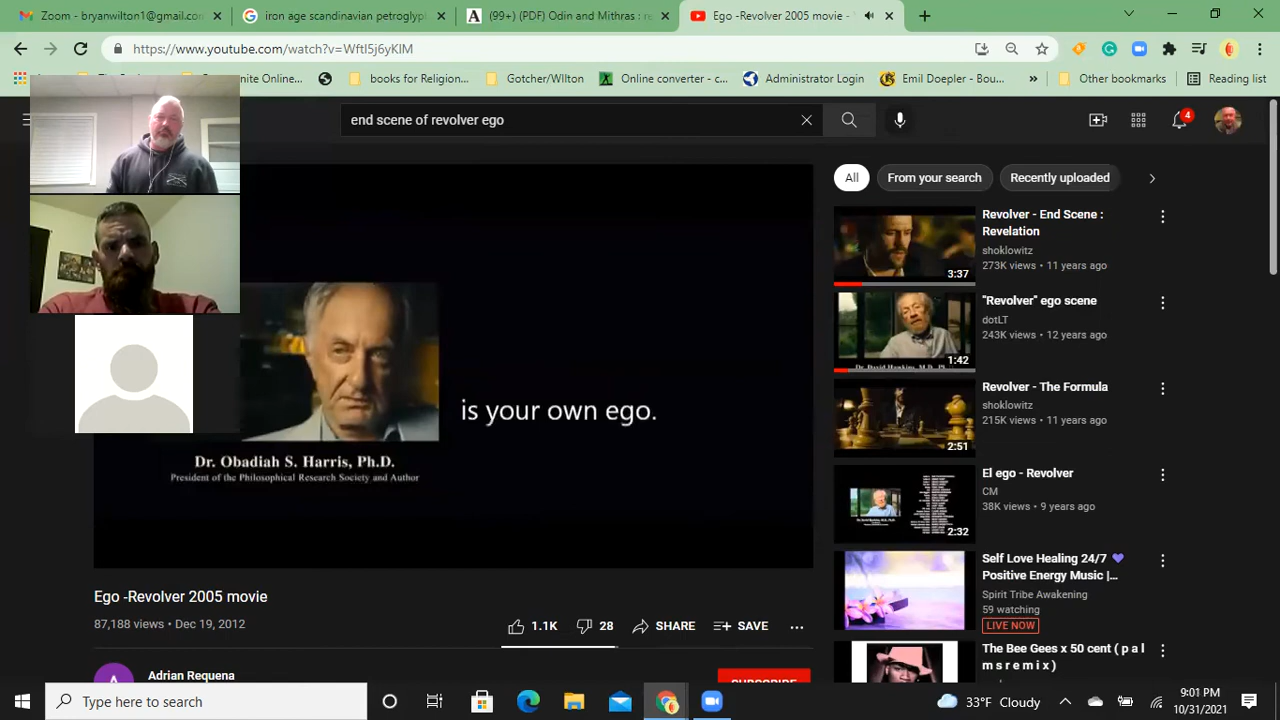 Zoom - bryanwilton1@gmail.con
iron age scandinavian petroglyp
(99+) (PDF) Odin and Mithras : re
Ego -Revolver 2005 movie -
https://www.youtube.com/watch?v=WftI5j6yKIM
books for Religion...
Gotcher/WIlton
Online converter -
Administrator Login
Emil Doepler - Bou...
»
Other bookmarks
Reading list
end scene of revolver ego
4
All
From your search
Recently uploaded
is your own ego.
Dr. Obadiah S. Harris, Ph.D.
President of the Philosophical Research Society and Author
Revolver - End Scene :
Revelation
shoklowitz
273K views • 11 years ago
3:37
"Revolver" ego scene
dotLT
243K views • 12 years ago
1:42
Dr. David Hawkins, M.D., Ph.D.
Revolver - The Formula
shoklowitz
215K views • 11 years ago
2:51
El ego - Revolver
CM
38K views • 9 years ago
2:32
Self Love Healing 24/7 💜
Positive Energy Music |...
Spirit Tribe Awakening
59 watching
LIVE NOW
The Bee Gees x 50 cent ( p a l
m s r e m i x )
Ego -Revolver 2005 movie
87,188 views • Dec 19, 2012
1.1K
28
SHARE
SAVE
A
Adrian Requena
SUBSCRIBE
Type here to search
33°F Cloudy
9:01 PM
10/31/2021